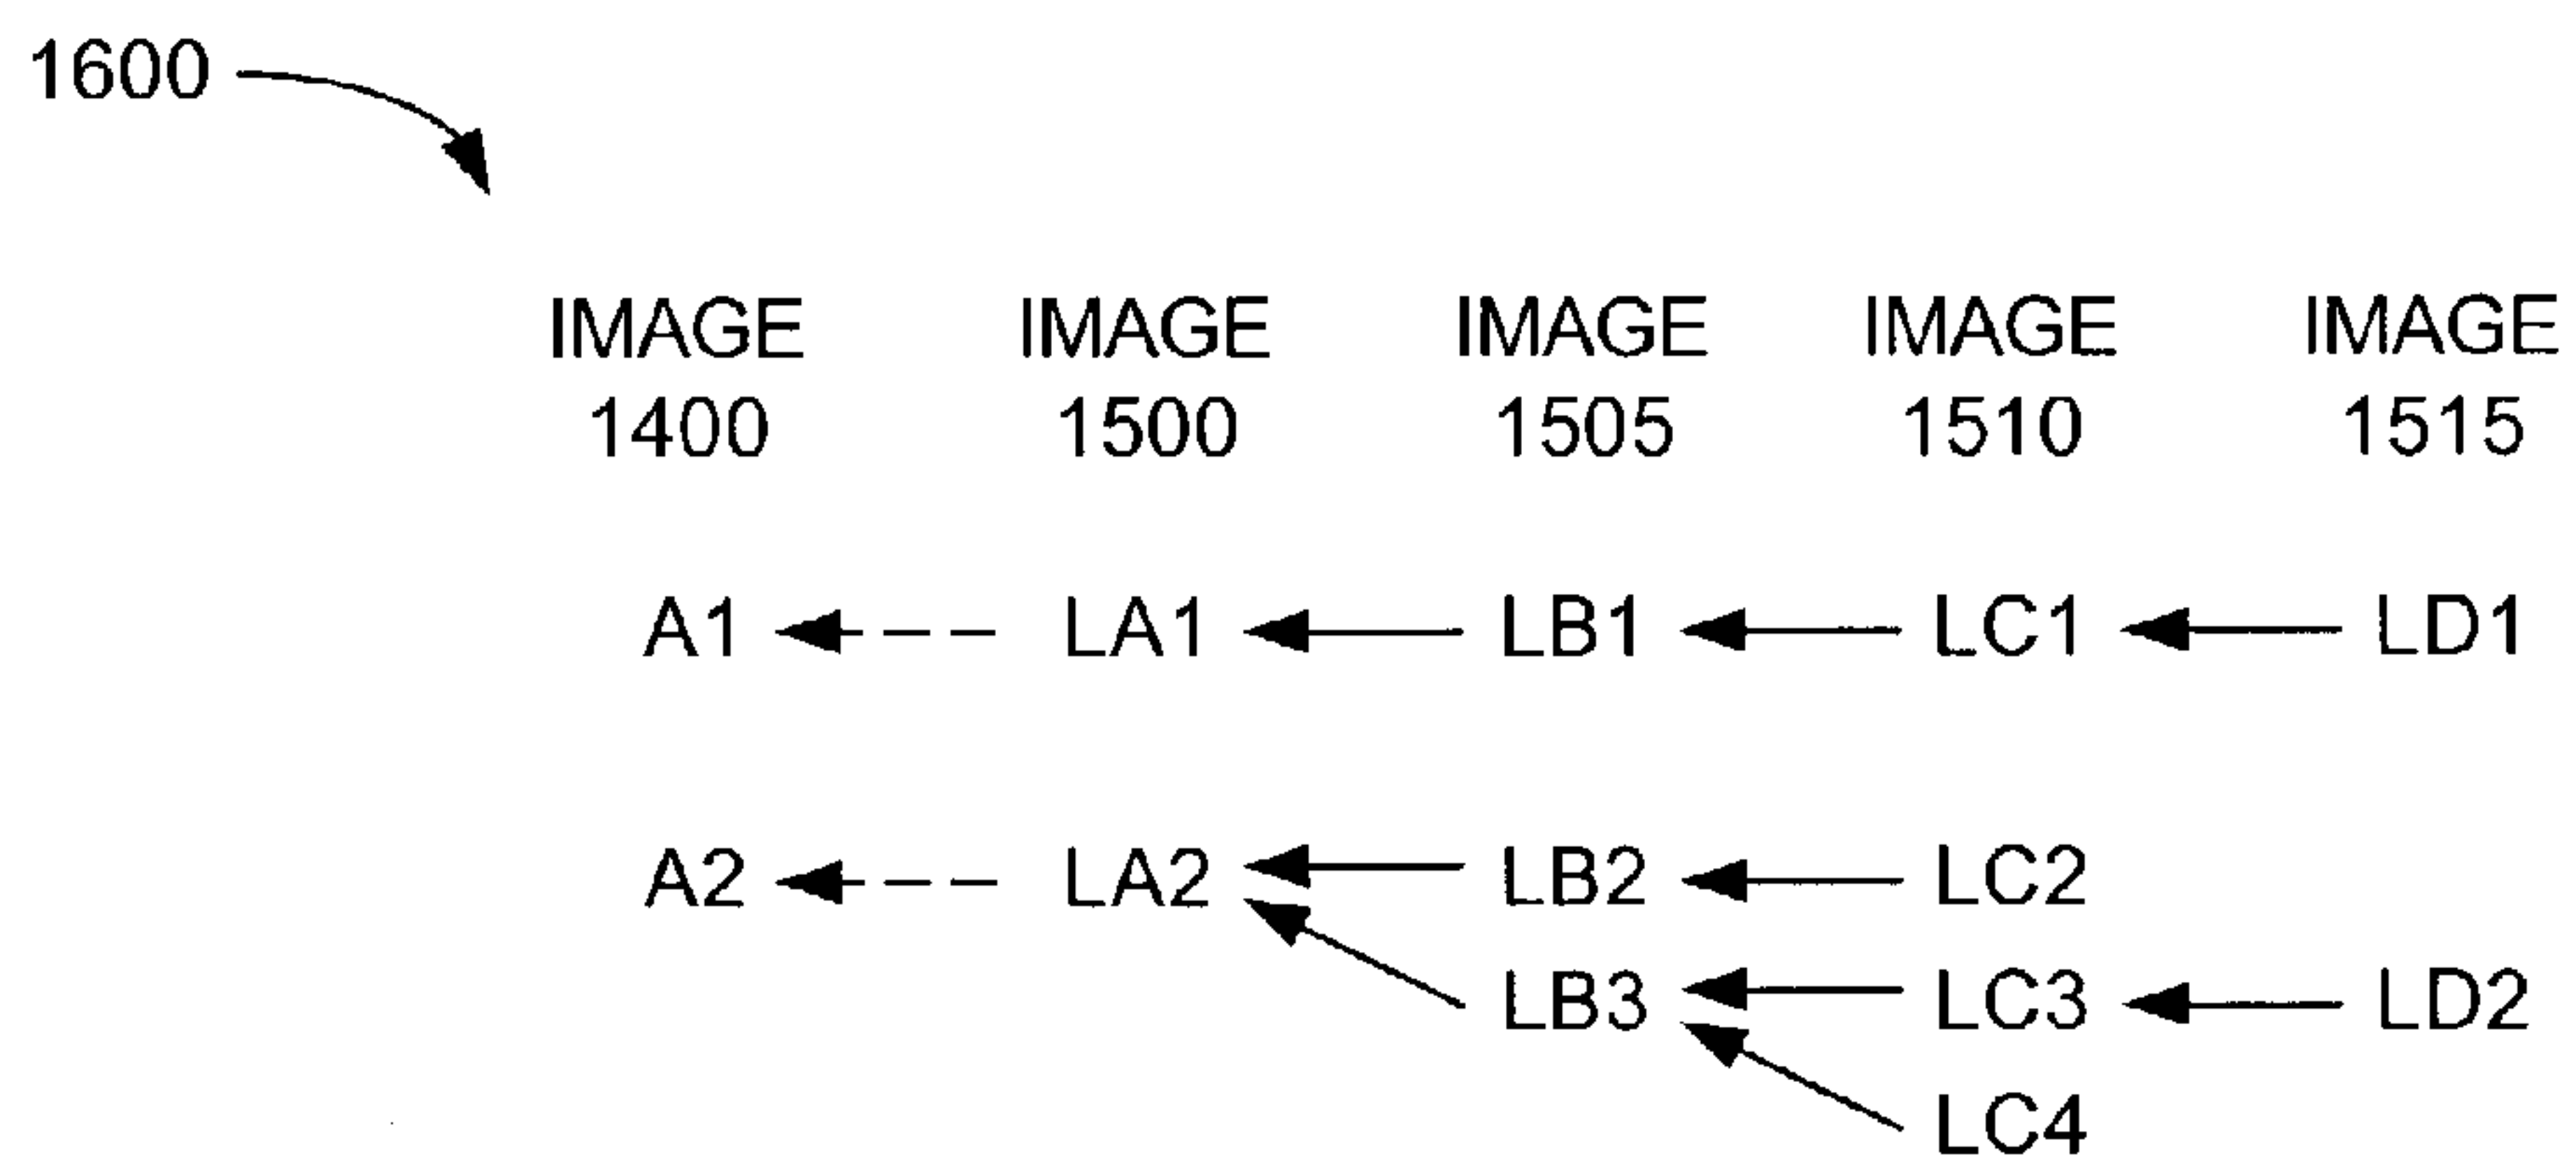 1600
IMAGE IMAGE IMAGE IMAGE IMAGE
1400 1500 1505 1510 1515
A1 LA1 LB1 LC1 LD1
A2 LA2 LB2 LC2
LB3 LC3 LD2
LC4